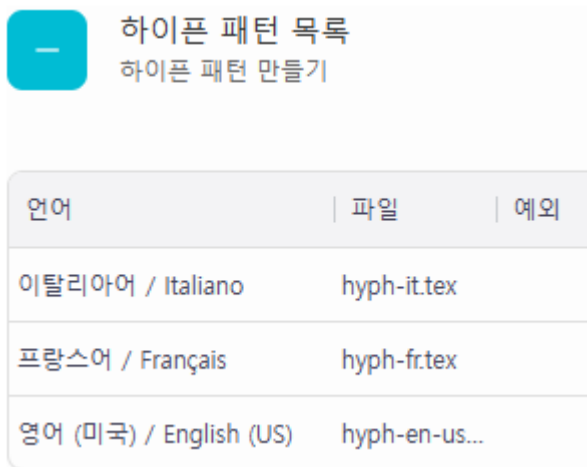 하이픈 패턴 목록
하이픈 패턴 만들기
언어 파일 예외
이탈리아어 / Italiano hyph-it.tex
프랑스어 / Français hyph-fr.tex
영어 (미국) / English (US) hyph-en-us...